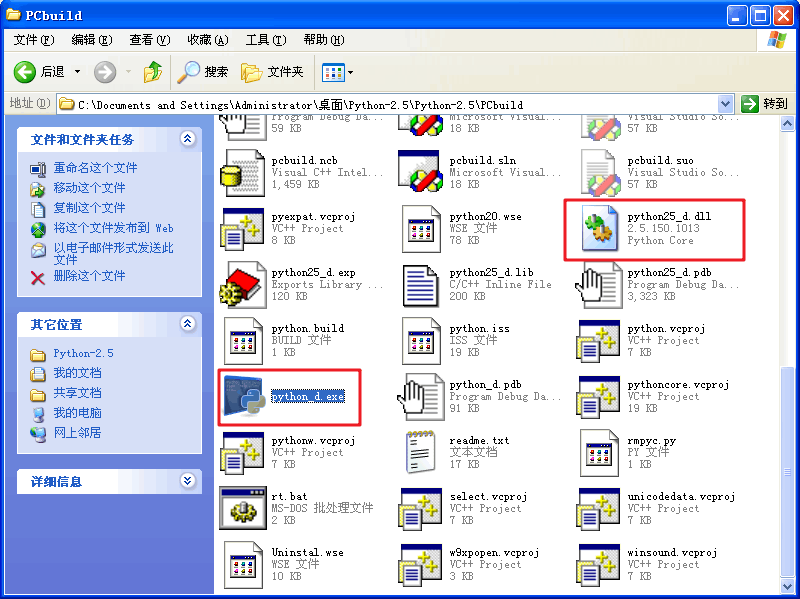 PCbuild
文件(F) 编辑(E) 查看(V) 收藏(A) 工具(T) 帮助(H)
后退 搜索 文件夹
地址(D) C:\Documents and Settings\Administrator\桌面\Python-2.5\Python-2.5\PCbuild 转到
文件和文件夹任务
重命名这个文件
移动这个文件
复制这个文件
将这个文件发布到 Web
以电子邮件形式发送此
文件
删除这个文件
其它位置
Python-2.5
我的文档
共享文档
我的电脑
网上邻居
详细信息
Program Debug Da...
59 KB
Microsoft Visual...
18 KB
Visual Studio So...
57 KB
pcbuild.ncb
Visual C++ Intel...
1,459 KB
pcbuild.sln
Microsoft Visual...
18 KB
pcbuild.suo
Visual Studio So...
57 KB
pyexpat.vcproj
VC++ Project
8 KB
python20.wse
WSE 文件
78 KB
python25_d.dll
2.5.150.1013
Python Core
python25_d.exp
Exports Library ...
120 KB
python25_d.lib
C/C++ Inline File
200 KB
python25_d.pdb
Program Debug Da...
3,323 KB
python.build
BUILD 文件
1 KB
python.iss
ISS 文件
19 KB
python.vcproj
VC++ Project
7 KB
python_d.exe
python_d.pdb
Program Debug Da...
91 KB
pythoncore.vcproj
VC++ Project
19 KB
pythonw.vcproj
VC++ Project
7 KB
readme.txt
文本文档
17 KB
rmpyc.py
PY 文件
1 KB
rt.bat
MS-DOS 批处理文件
2 KB
select.vcproj
VC++ Project
7 KB
unicodedata.vcproj
VC++ Project
7 KB
Uninstal.wse
WSE 文件
10 KB
w9xpopen.vcproj
VC++ Project
3 KB
winsound.vcproj
VC++ Project
7 KB